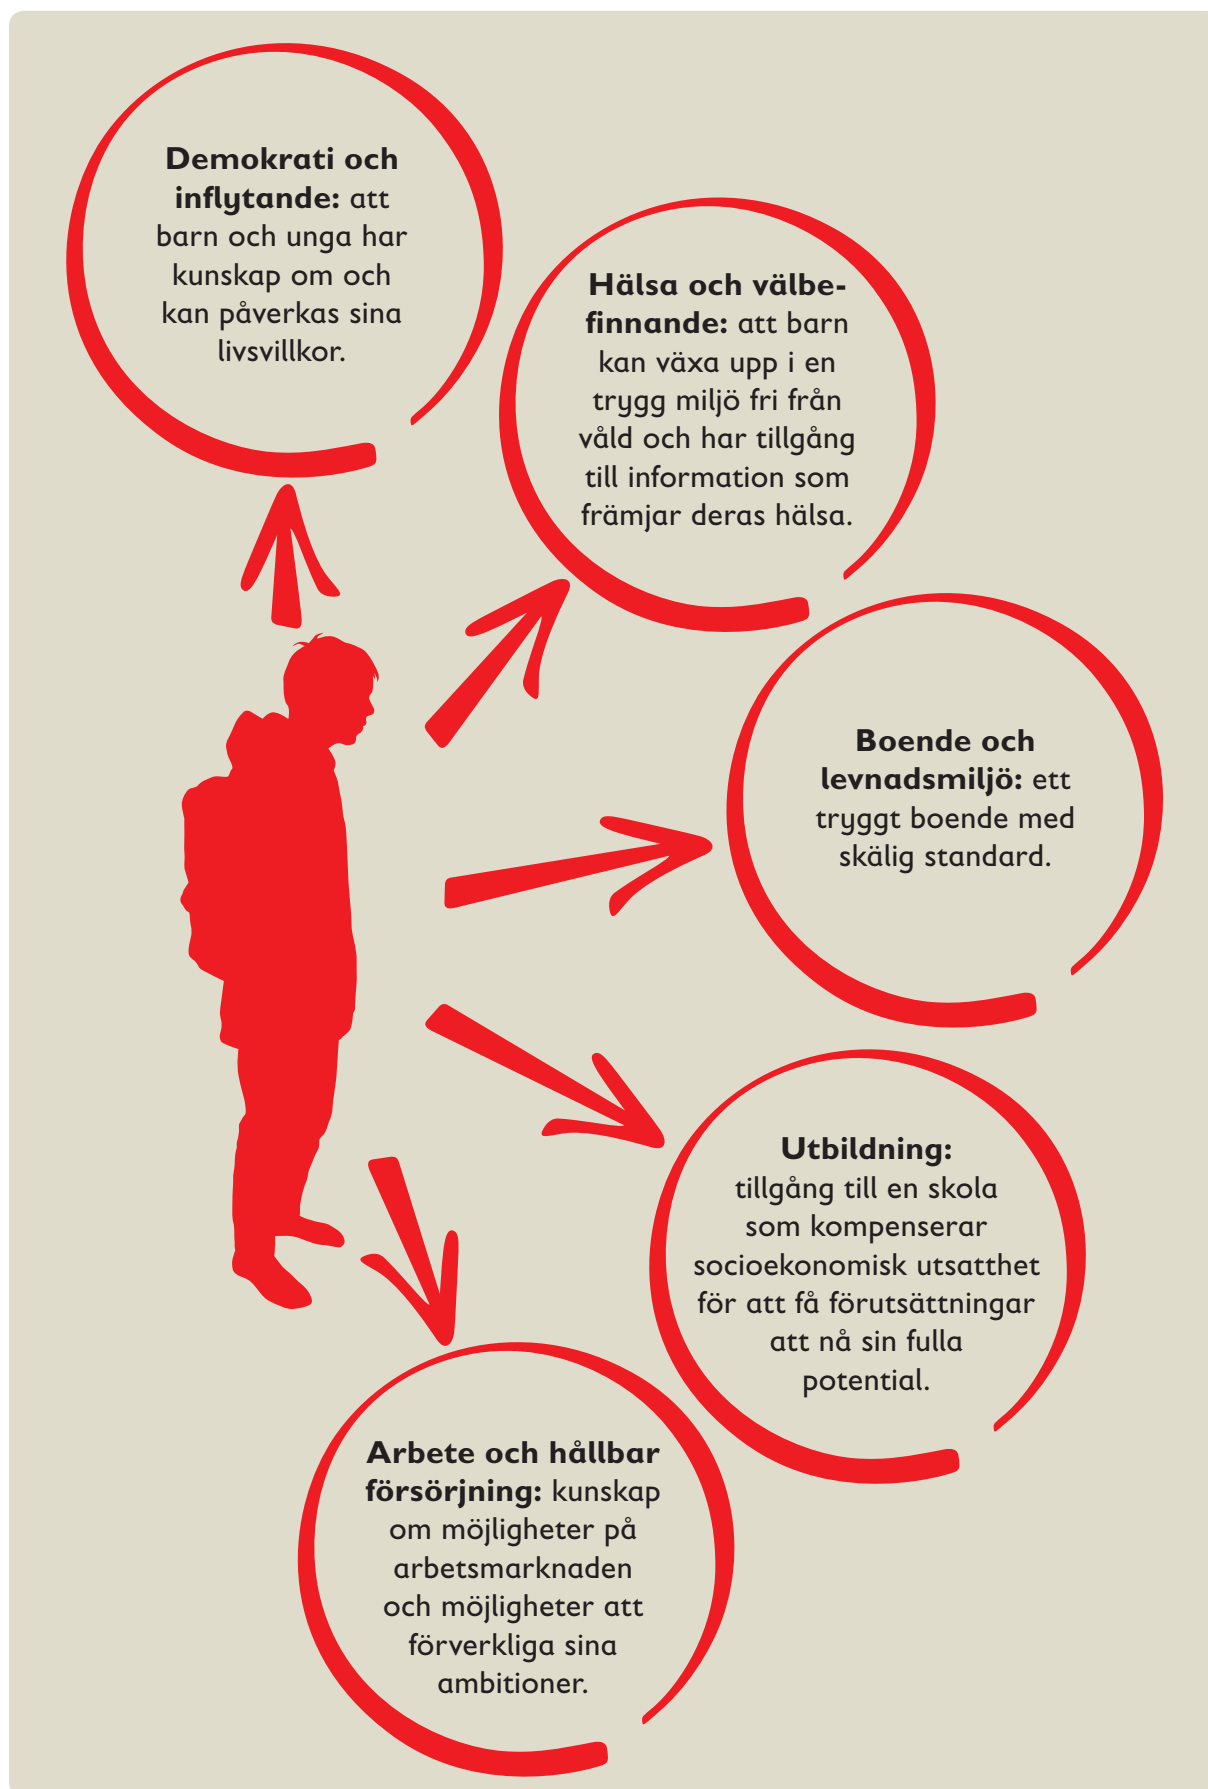 Demokrati och
inflytande: att
barn och unga har
kunskap om och
kan påverkas sina
livsvillkor.
Hälsa och välbe-
finnande: att barn
kan växa upp i en
trygg miljö fri från
våld och har tillgång
till information som
främjar deras hälsa.
Boende och
levnadsmiljö: ett
tryggt boende med
skälig standard.
Utbildning:
tillgång till en skola
som kompenserar
socioekonomisk utsatthet
för att få förutsättningar
att nå sin fulla
potential.
Arbete och hållbar
försörjning: kunskap
om möjligheter på
arbetsmarknaden
och möjligheter att
förverkliga sina
ambitioner.